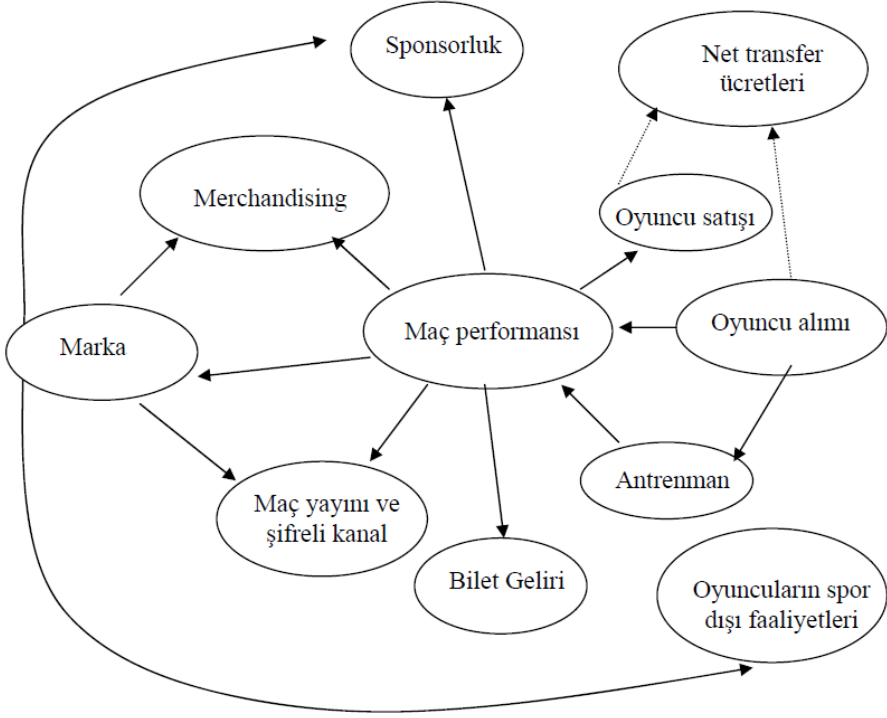 Sponsorluk
Net transfer
ücretleri
Merchandising
Oyuncu satışı
Marka
Maç performansı
Oyuncu alımı
Maç yayını ve
şifreli kanal
Antrenman
Bilet Geliri
Oyuncuların spor
dışı faaliyetleri